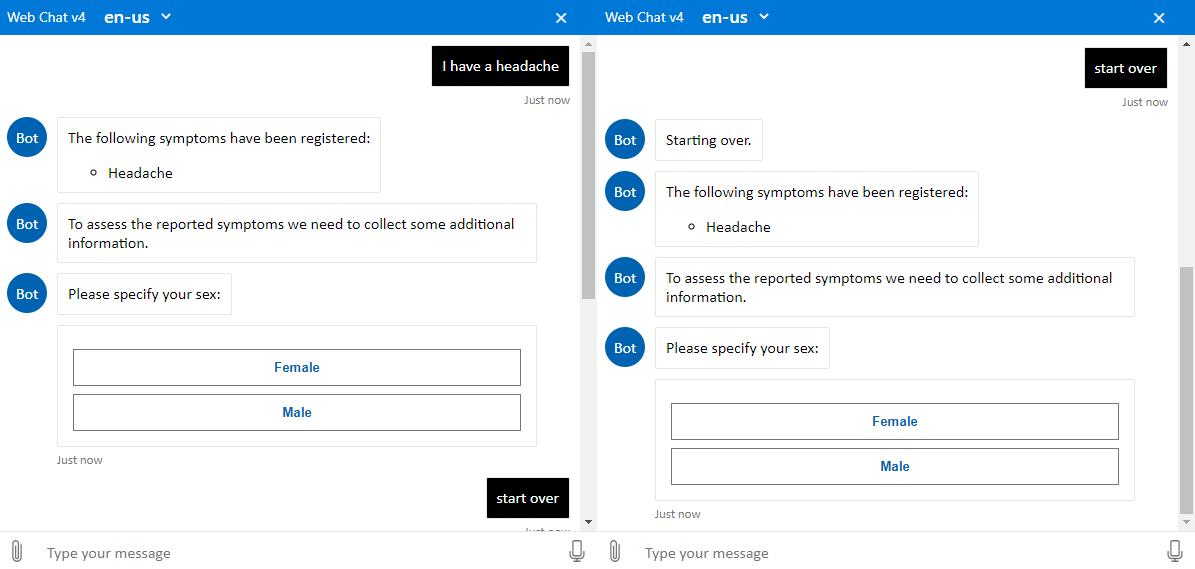 Web Chat v4 en-us
I have a headache
Just now
Bot
The following symptoms have been registered:
Headache
Bot
To assess the reported symptoms we need to collect some additional
information.
Bot
Please specify your sex:
Female
Male
Just now
start over
Just now
Type your message
Web Chat v4 en-us
start over
Just now
Bot
Starting over.
Bot
The following symptoms have been registered:
Headache
Bot
To assess the reported symptoms we need to collect some additional
information.
Bot
Please specify your sex:
Female
Male
Just now
Type your message